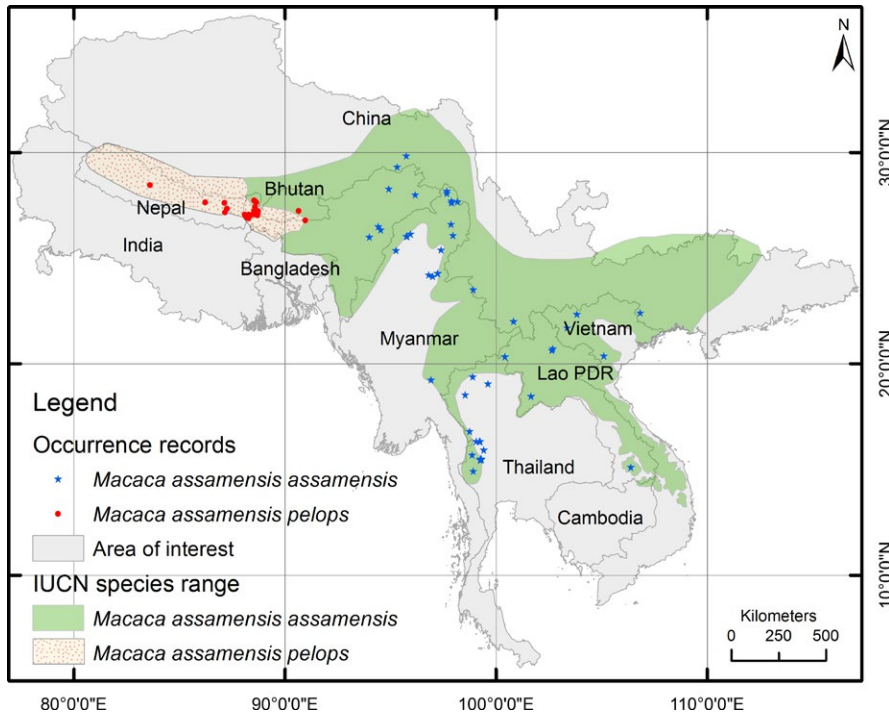 N
China
Bhutan
Nepal
India
Bangladesh
Myanmar
Vietnam
Lao PDR
Thailand
Cambodia
30°0'0"N
20°0'0"N
10°0'0"N
Legend
Occurrence records
Macaca assamensis assamensis
Macaca assamensis pelops
Area of interest
IUCN species range
Macaca assamensis assamensis
Macaca assamensis pelops
Kilometers
0 250 500
80°0'0"E 90°0'0"E 100°0'0"E 110°0'0"E